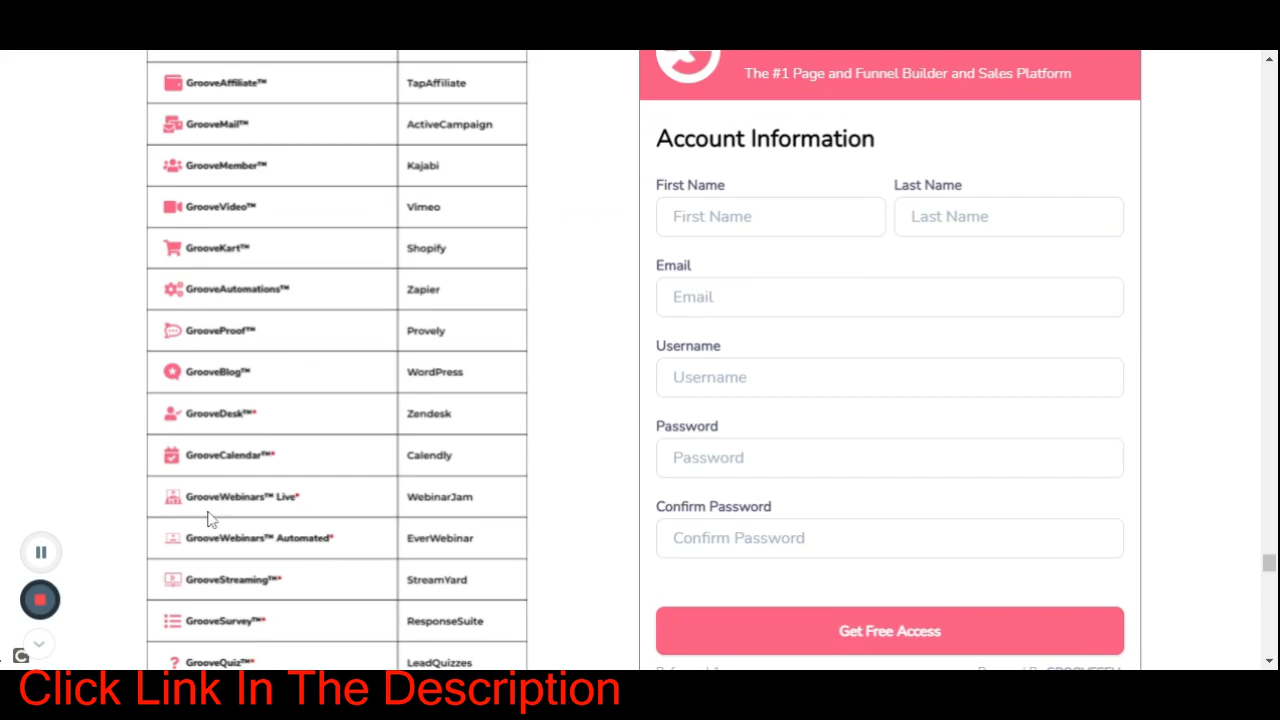 GrooveAffiliate™ TapAffiliate
GrooveMail™ ActiveCampaign
GrooveMember™ Kajabi
GrooveVideo™ Vimeo
GrooveKart™ Shopify
GrooveAutomations™ Zapier
GrooveProof™ Provely
GrooveBlog™ WordPress
GrooveDesk™* Zendesk
GrooveCalendar™* Calendly
GrooveWebinars™ Live* WebinarJam
GrooveWebinars™ Automated* EverWebinar
GrooveStreaming™* StreamYard
GrooveSurvey™* ResponseSuite
GrooveQuiz™* LeadQuizzes
The #1 Page and Funnel Builder and Sales Platform
Account Information
First Name Last Name
First Name Last Name
Email
Email
Username
Username
Password
Password
Confirm Password
Confirm Password
Get Free Access
Click Link In The Description